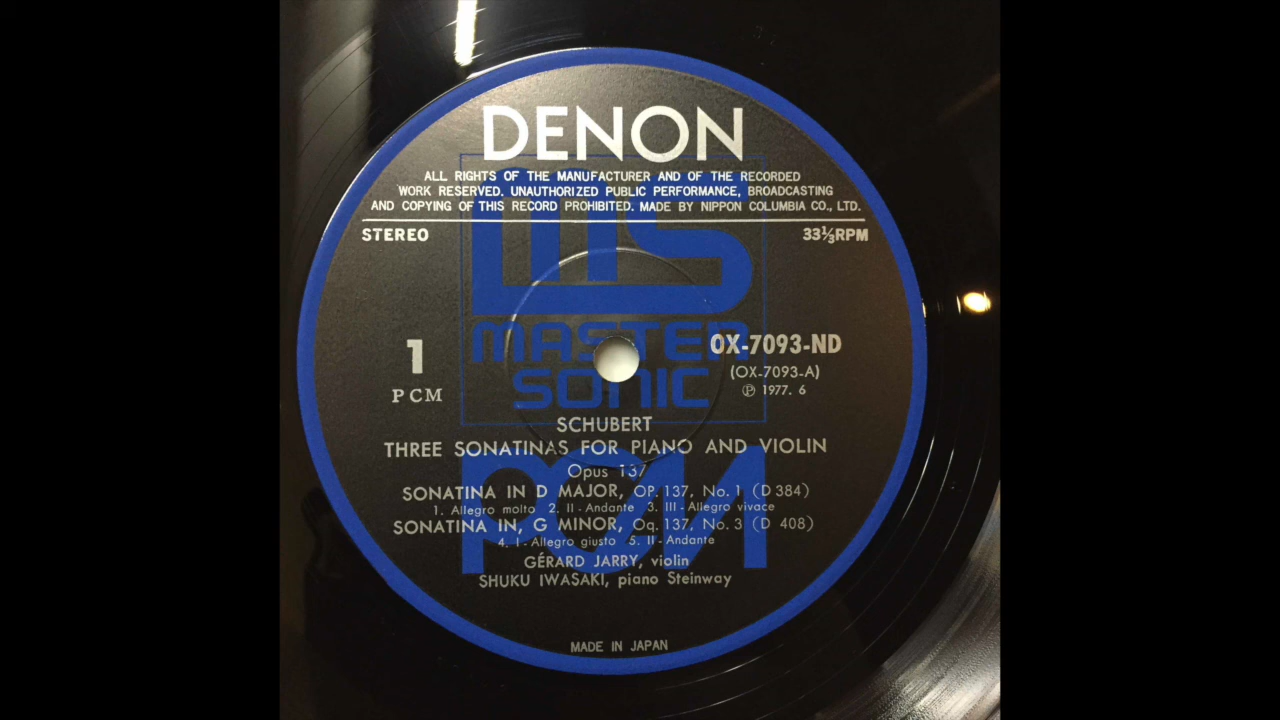 DENON
ALL RIGHTS OF THE MANUFACTURER AND OF THE RECORDED
WORK RESERVED. UNAUTHORIZED PUBLIC PERFORMANCE, BROADCASTING
AND COPYING OF THIS RECORD PROHIBITED. MADE BY NIPPON COLUMBIA CO., LTD.
STEREO
33⅓RPM
MS
MASTER
SONIC
1
PCM
OX-7093-ND
(OX-7093-A)
Ⓟ 1977. 6
SCHUBERT
THREE SONATINAS FOR PIANO AND VIOLIN
Opus 137
PCM
SONATINA IN D MAJOR, OP. 137, No. 1 (D 384)
1. Allegro molto 2. II - Andante 3. III - Allegro vivace
SONATINA IN, G MINOR, Oq. 137, No. 3 (D 408)
4. I - Allegro giusto 5. II - Andante
GÉRARD JARRY, violin
SHUKU IWASAKI, piano Steinway
MADE IN JAPAN